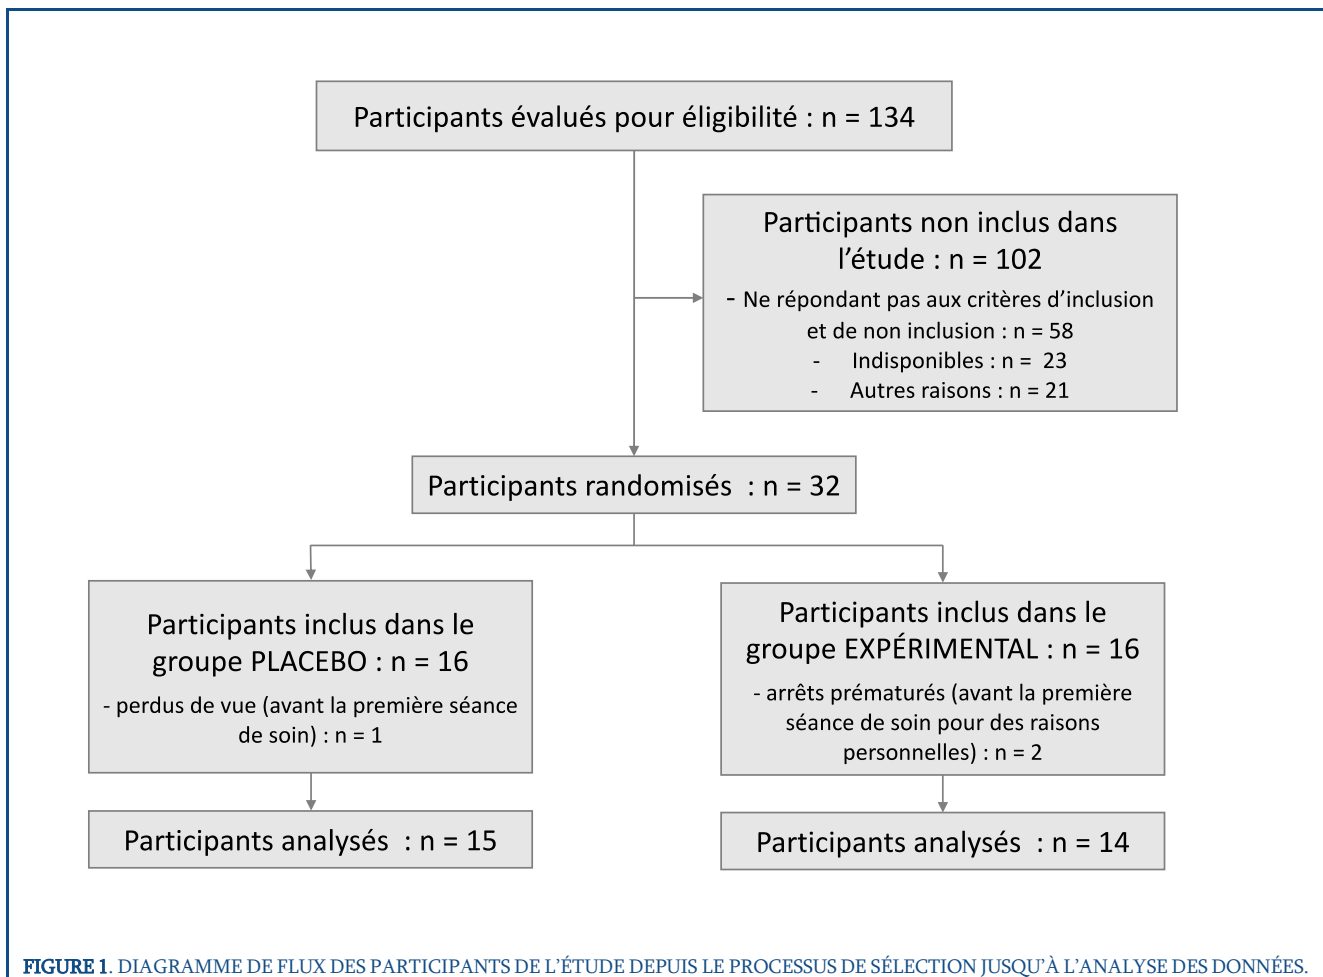 Participants évalués pour éligibilité : n = 134
Participants non inclus dans
l’étude : n = 102
- Ne répondant pas aux critères d’inclusion
et de non inclusion : n = 58
- Indisponibles : n = 23
- Autres raisons : n = 21
Participants randomisés : n = 32
Participants inclus dans le
groupe PLACEBO : n = 16
- perdus de vue (avant la première séance
de soin) : n = 1
Participants inclus dans le
groupe EXPÉRIMENTAL : n = 16
- arrêts prématurés (avant la première
séance de soin pour des raisons
personnelles) : n = 2
Participants analysés : n = 15
Participants analysés : n = 14
FIGURE 1. DIAGRAMME DE FLUX DES PARTICIPANTS DE L’ÉTUDE DEPUIS LE PROCESSUS DE SÉLECTION JUSQU’À L’ANALYSE DES DONNÉES.